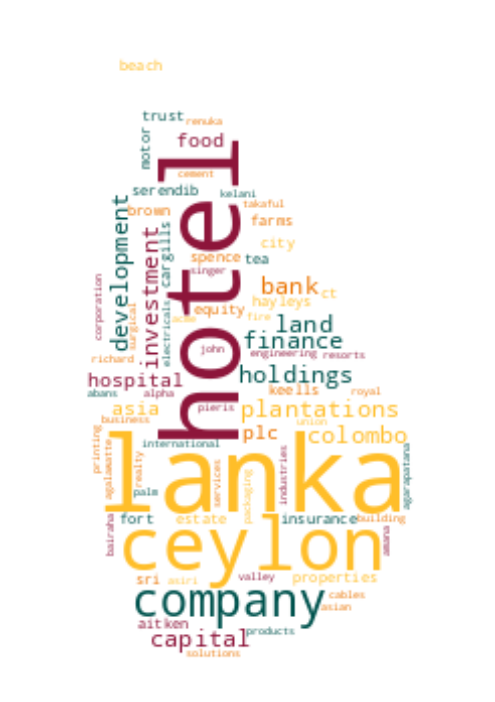 beach
trust
renuka
motor
food
cement
serendib
kelani
hotel
takaful
brown
farms
development
investment
cargills
city
spence
tea
singer
corporation
surgical
electricals
bank
ct
hayleys
equity
fire
acme
land
finance
john
engineering
resorts
richard
holdings
hospital
abans
alpha
keells
royal
asia
pieris
plantations
business
union
plc
colombo
international
printing
agalawatte
lanka
realty
services
packaging
industries
agarapatana
palm
fort
estate
insurance
building
bairaha
ceylon
amana
sri
asiri
valley
properties
company
cables
asian
aitken
products
capital
solutions